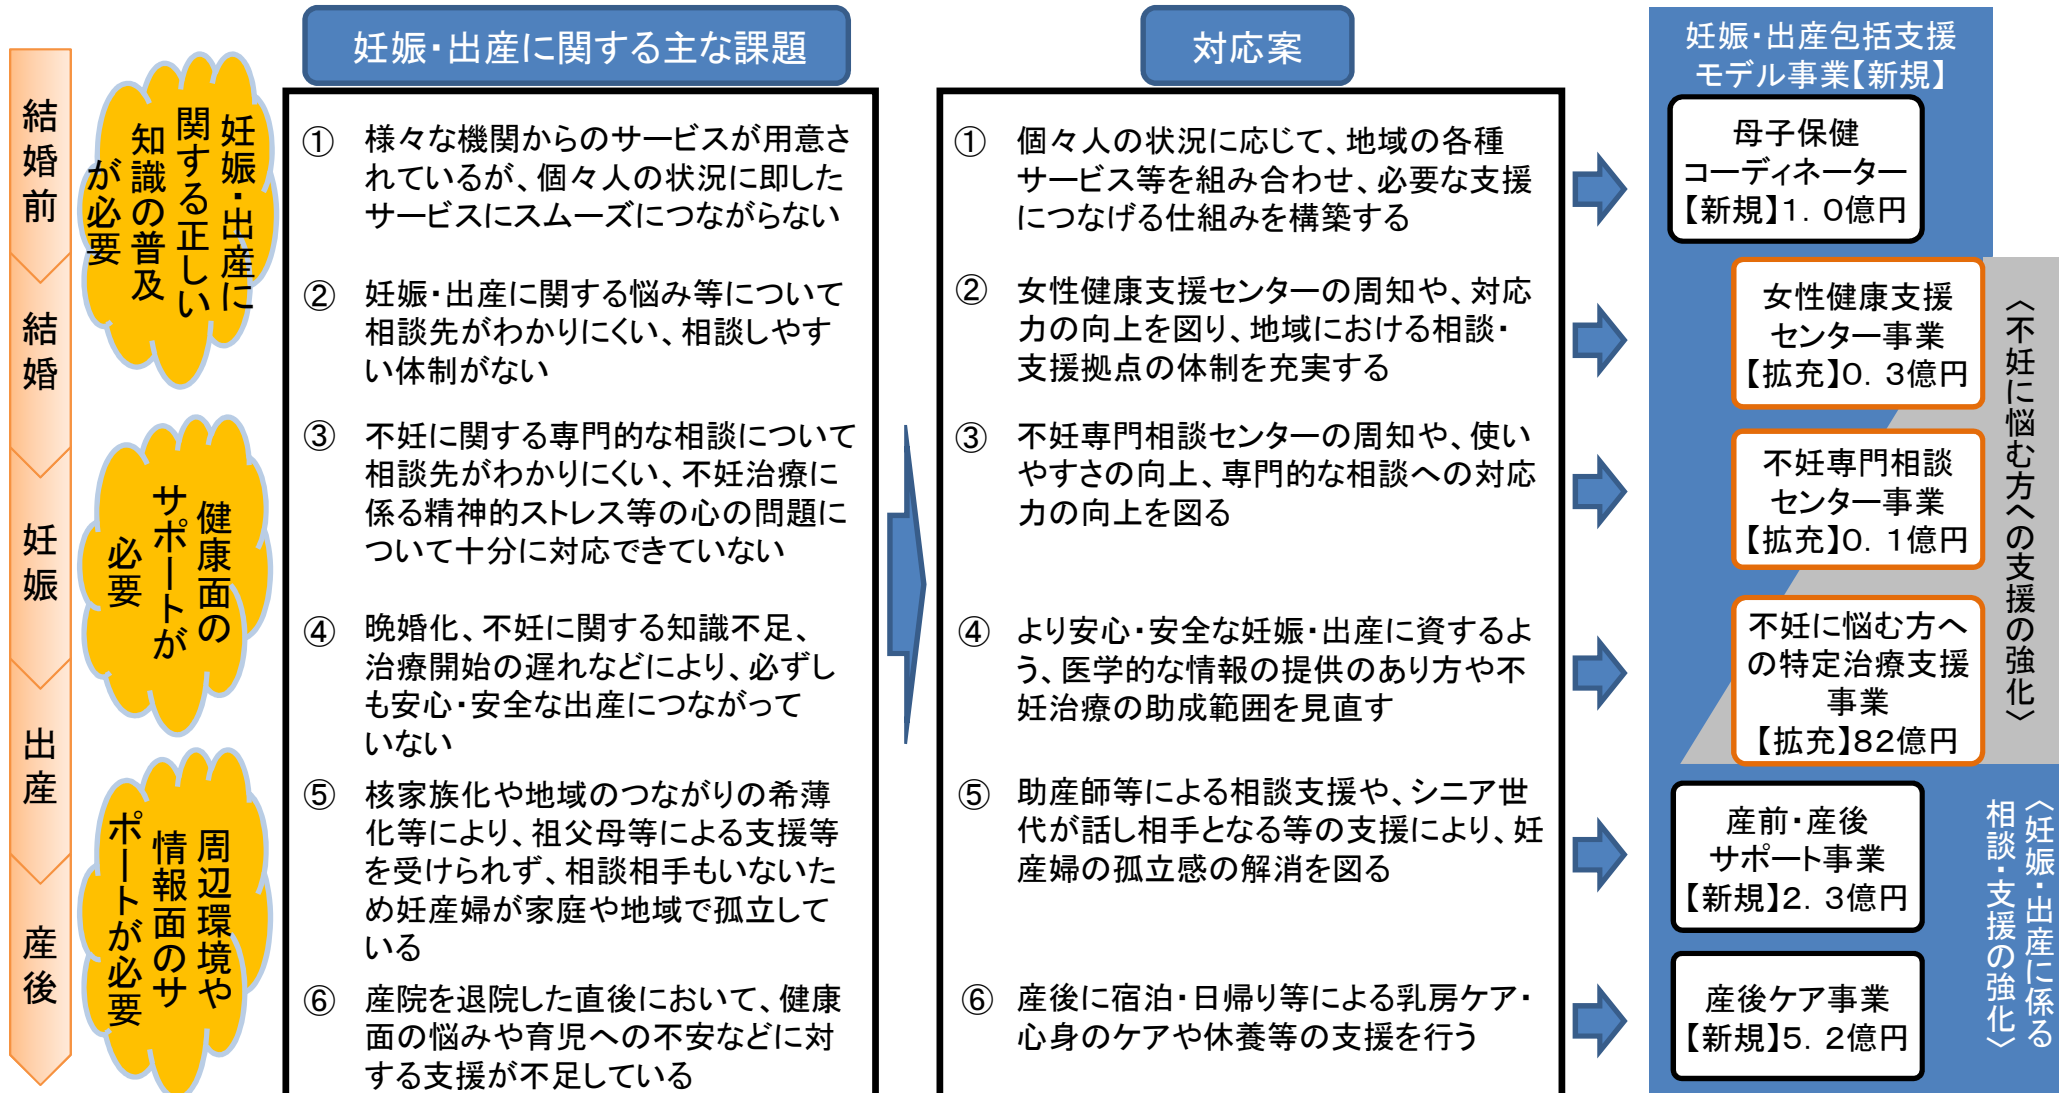 結婚前
結婚
妊娠
出産
産後
妊娠・出産に
関する正しい
知識の普及
が必要
健康面の
サポートが
必要
周辺環境や
情報面のサ
ポートが必要
妊娠・出産に関する主な課題
① 様々な機関からのサービスが用意さ
れているが、個々人の状況に即した
サービスにスムーズにつながらない
② 妊娠・出産に関する悩み等について
相談先がわかりにくい、相談しやす
い体制がない
③ 不妊に関する専門的な相談について
相談先がわかりにくい、不妊治療に
係る精神的ストレス等の心の問題に
ついて十分に対応できていない
④ 晩婚化、不妊に関する知識不足、
治療開始の遅れなどにより、必ずし
も安心・安全な出産につながって
いない
⑤ 核家族化や地域のつながりの希薄
化等により、祖父母等による支援等
を受けられず、相談相手もいないた
め妊産婦が家庭や地域で孤立して
いる
⑥ 産院を退院した直後において、健康
面の悩みや育児への不安などに対
する支援が不足している
対応案
① 個々人の状況に応じて、地域の各種
サービス等を組み合わせ、必要な支援
につなげる仕組みを構築する
② 女性健康支援センターの周知や、対応
力の向上を図り、地域における相談・
支援拠点の体制を充実する
③ 不妊専門相談センターの周知や、使い
やすさの向上、専門的な相談への対応
力の向上を図る
④ より安心・安全な妊娠・出産に資するよ
う、医学的な情報の提供のあり方や不
妊治療の助成範囲を見直す
⑤ 助産師等による相談支援や、シニア世
代が話し相手となる等の支援により、妊
産婦の孤立感の解消を図る
⑥ 産後に宿泊・日帰り等による乳房ケア・
心身のケアや休養等の支援を行う
妊娠・出産包括支援
モデル事業【新規】
母子保健
コーディネーター
【新規】1.0億円
女性健康支援
センター事業
【拡充】0.3億円
不妊専門相談
センター事業
【拡充】0.1億円
不妊に悩む方へ
の特定治療支援
事業
【拡充】82億円
〈不妊に悩む方への支援の強化〉
産前・産後
サポート事業
【新規】2.3億円
産後ケア事業
【新規】5.2億円
〈妊娠・出産に係る
相談・支援の強化〉